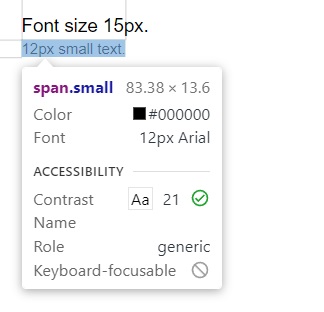 Font size 15px.
12px small text.
span.small 83.38 × 13.6
Color #000000
Font 12px Arial
ACCESSIBILITY
Contrast Aa 21
Name
Role generic
Keyboard-focusable